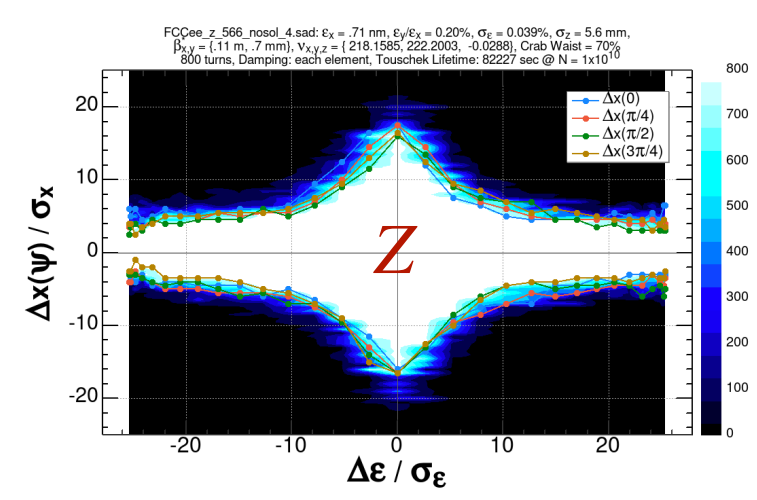 FCCee_z_566_nosol_4.sad: εx = .71 nm, εy/εx = 0.20%, σε = 0.039%, σz = 5.6 mm,
β*x,y = {.11 m, .7 mm}, νx,y,z = { 218.1585, 222.2003, -0.0288}, Crab Waist = 70%
800 turns, Damping: each element, Touschek Lifetime: 82227 sec @ N = 1x10^10
Δx(0)
Δx(π/4)
Δx(π/2)
Δx(3π/4)
Z
Δx(ψ) / σx
20
10
0
-10
-20
-20 -10 0 10 20
Δε / σε
800
700
600
500
400
300
200
100
0